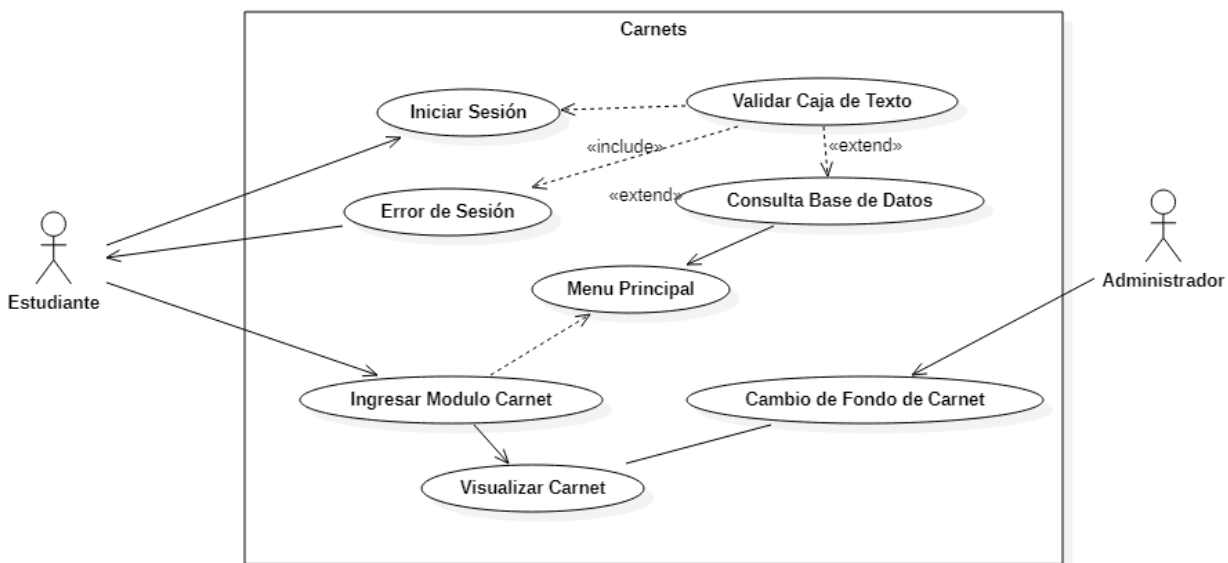 Carnets
Iniciar Sesión
Validar Caja de Texto
«include»
«extend»
Error de Sesión
«extend»
Consulta Base de Datos
Estudiante
Menu Principal
Administrador
Ingresar Modulo Carnet
Cambio de Fondo de Carnet
Visualizar Carnet